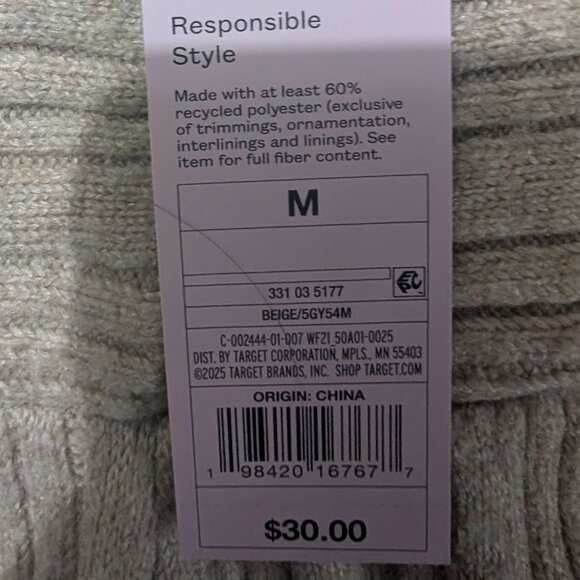 Responsible
Style
Made with at least 60%
recycled polyester (exclusive
of trimmings, ornamentation,
interlinings and linings). See
item for full fiber content.
M
331 03 5177
BEIGE/5GY54M
C-002444-01-007 WF21_50A01-0025
DIST. BY TARGET CORPORATION, MPLS., MN 55403
©2025 TARGET BRANDS, INC. SHOP TARGET.COM
ORIGIN: CHINA
1 98420 16767 7
$30.00